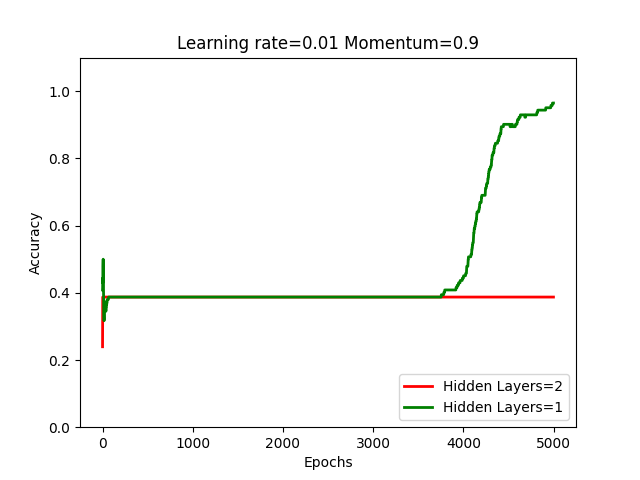 Learning rate=0.01 Momentum=0.9
1.0
0.8
0.6
0.4
0.2
0.0
Accuracy
Hidden Layers=2
Hidden Layers=1
0 1000 2000 3000 4000 5000
Epochs